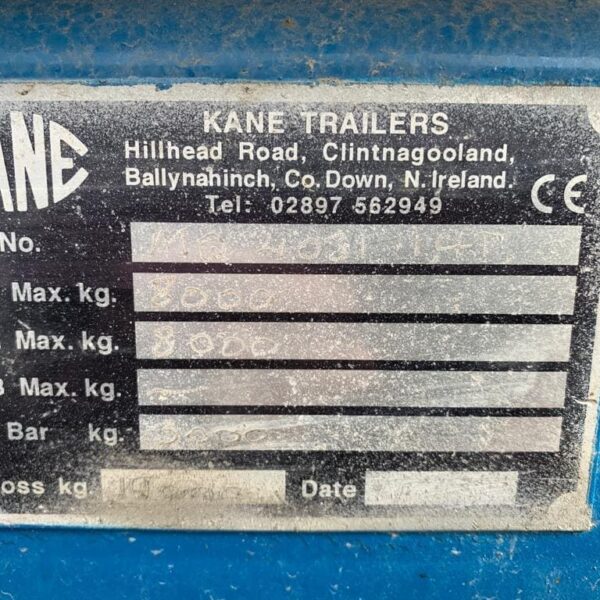 ANE
KANE TRAILERS
Hillhead Road, Clintnagooland,
Ballynahinch, Co. Down, N. Ireland.
Tel: 02897 562949
CE
No.
Max. kg. 8000
Max. kg. 8000
Max. kg. –
Bar kg. 3000
oss kg.
Date